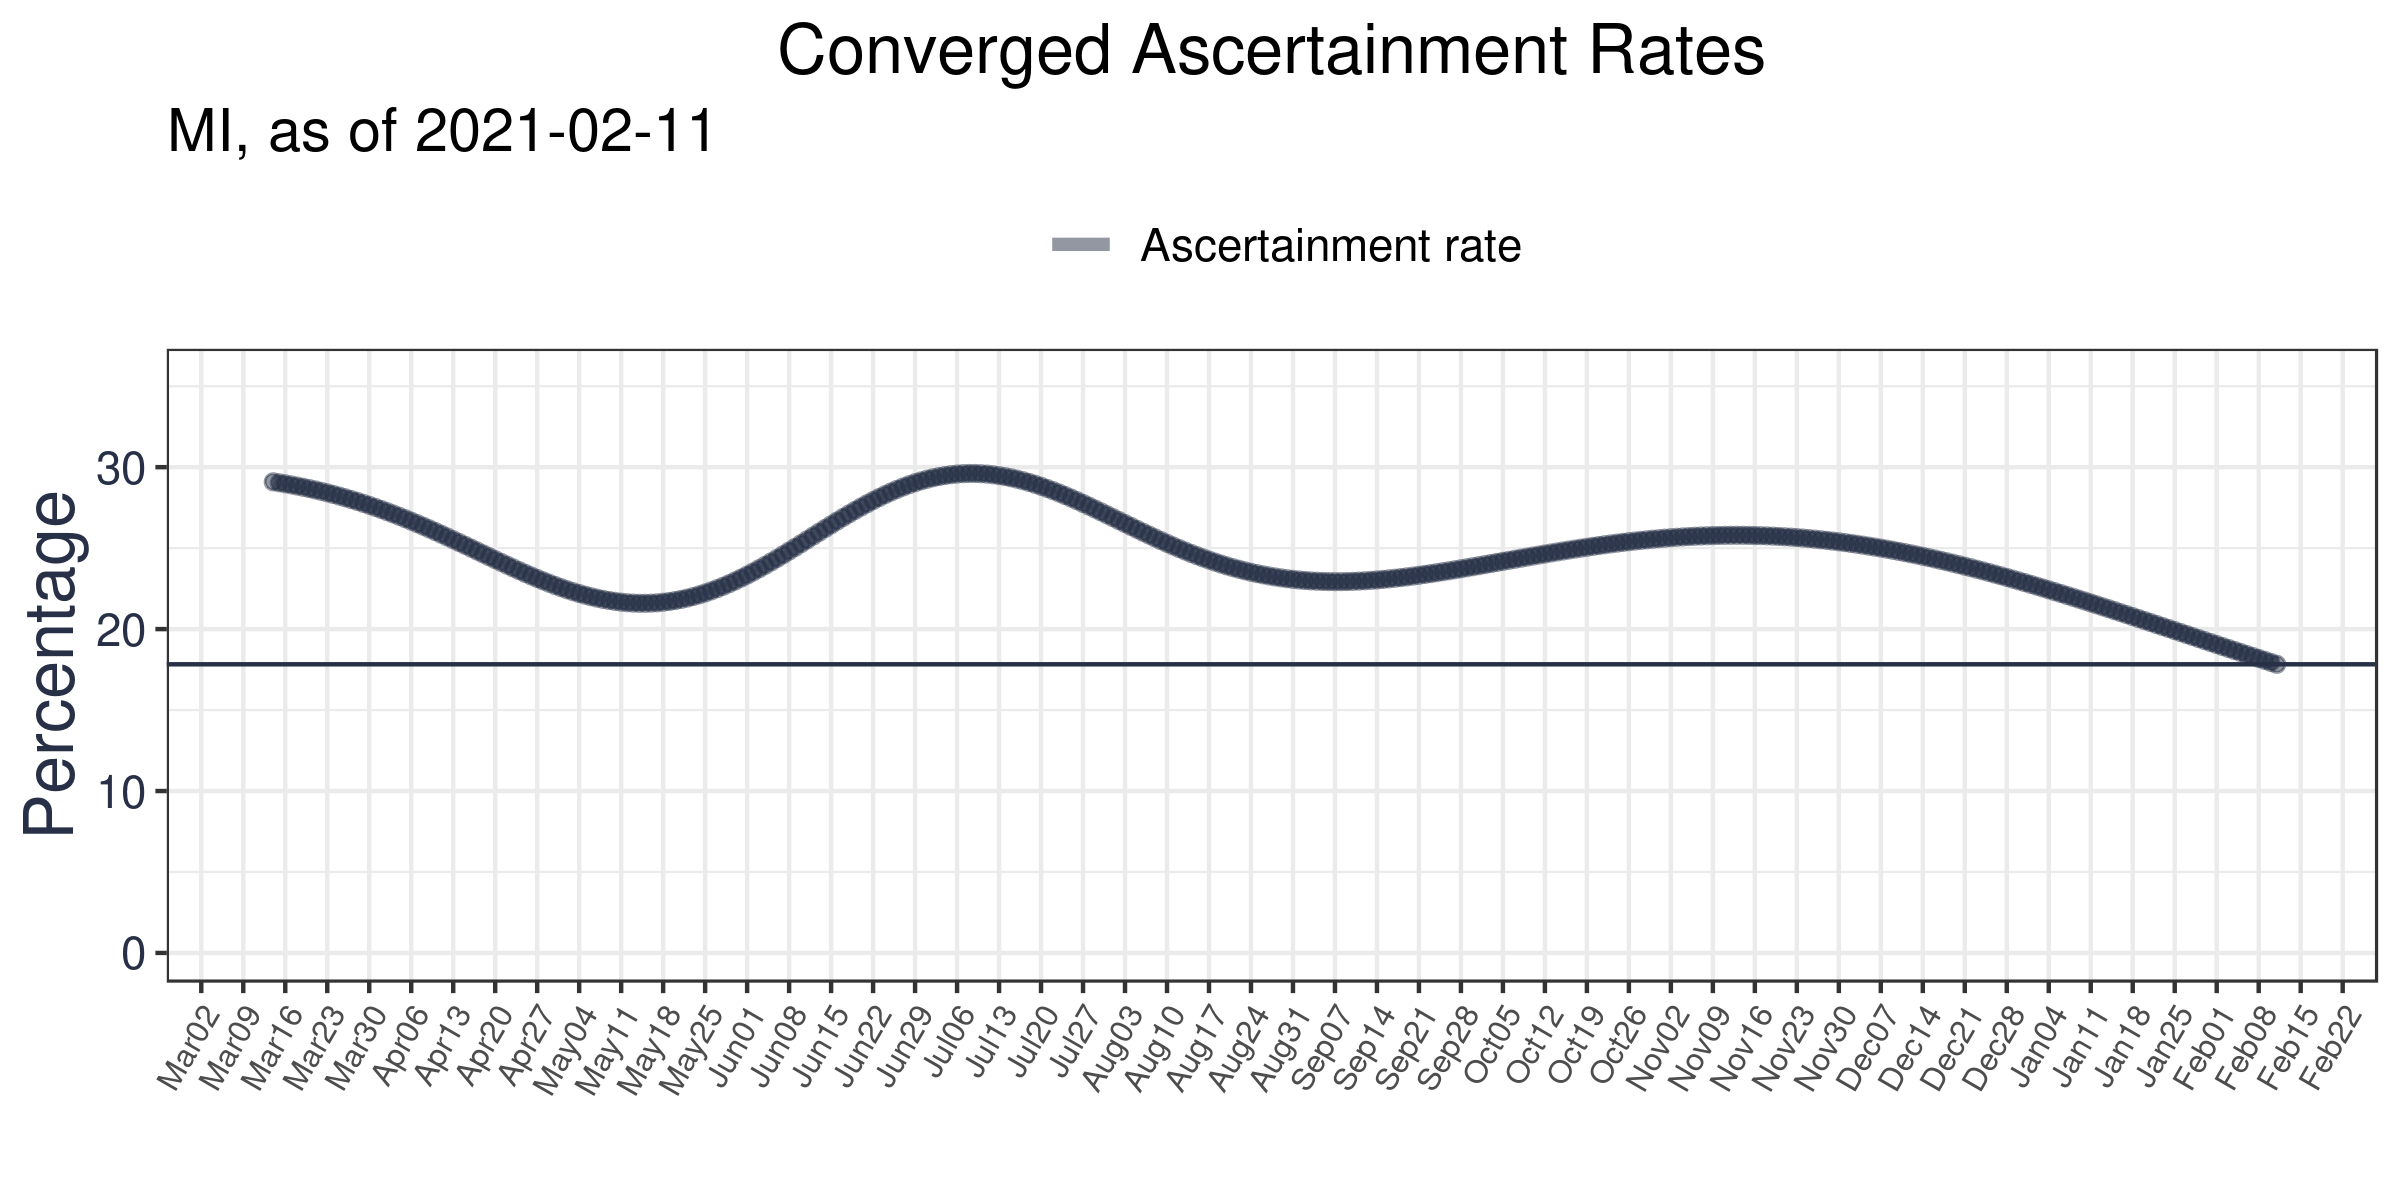 Converged Ascertainment Rates
MI, as of 2021-02-11
Ascertainment rate
Percentage
30
20
10
0
Mar02 Mar09 Mar16 Mar23 Mar30 Apr06 Apr13 Apr20 Apr27 May04 May11 May18 May25 Jun01 Jun08 Jun15 Jun22 Jun29 Jul06 Jul13 Jul20 Jul27 Aug03 Aug10 Aug17 Aug24 Aug31 Sep07 Sep14 Sep21 Sep28 Oct05 Oct12 Oct19 Oct26 Nov02 Nov09 Nov16 Nov23 Nov30 Dec07 Dec14 Dec21 Dec28 Jan04 Jan11 Jan18 Jan25 Feb01 Feb08 Feb15 Feb22